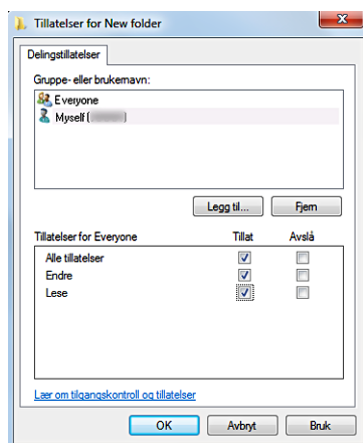 Tillatelser for New folder
Delingstillatelser
Gruppe- eller brukernavn:
Everyone
Myself (
Legg til... Fjern
Tillatelser for Everyone Tillat Avslå
Alle tillatelser
Endre
Lese
Lær om tilgangskontroll og tillatelser
OK Avbryt Bruk